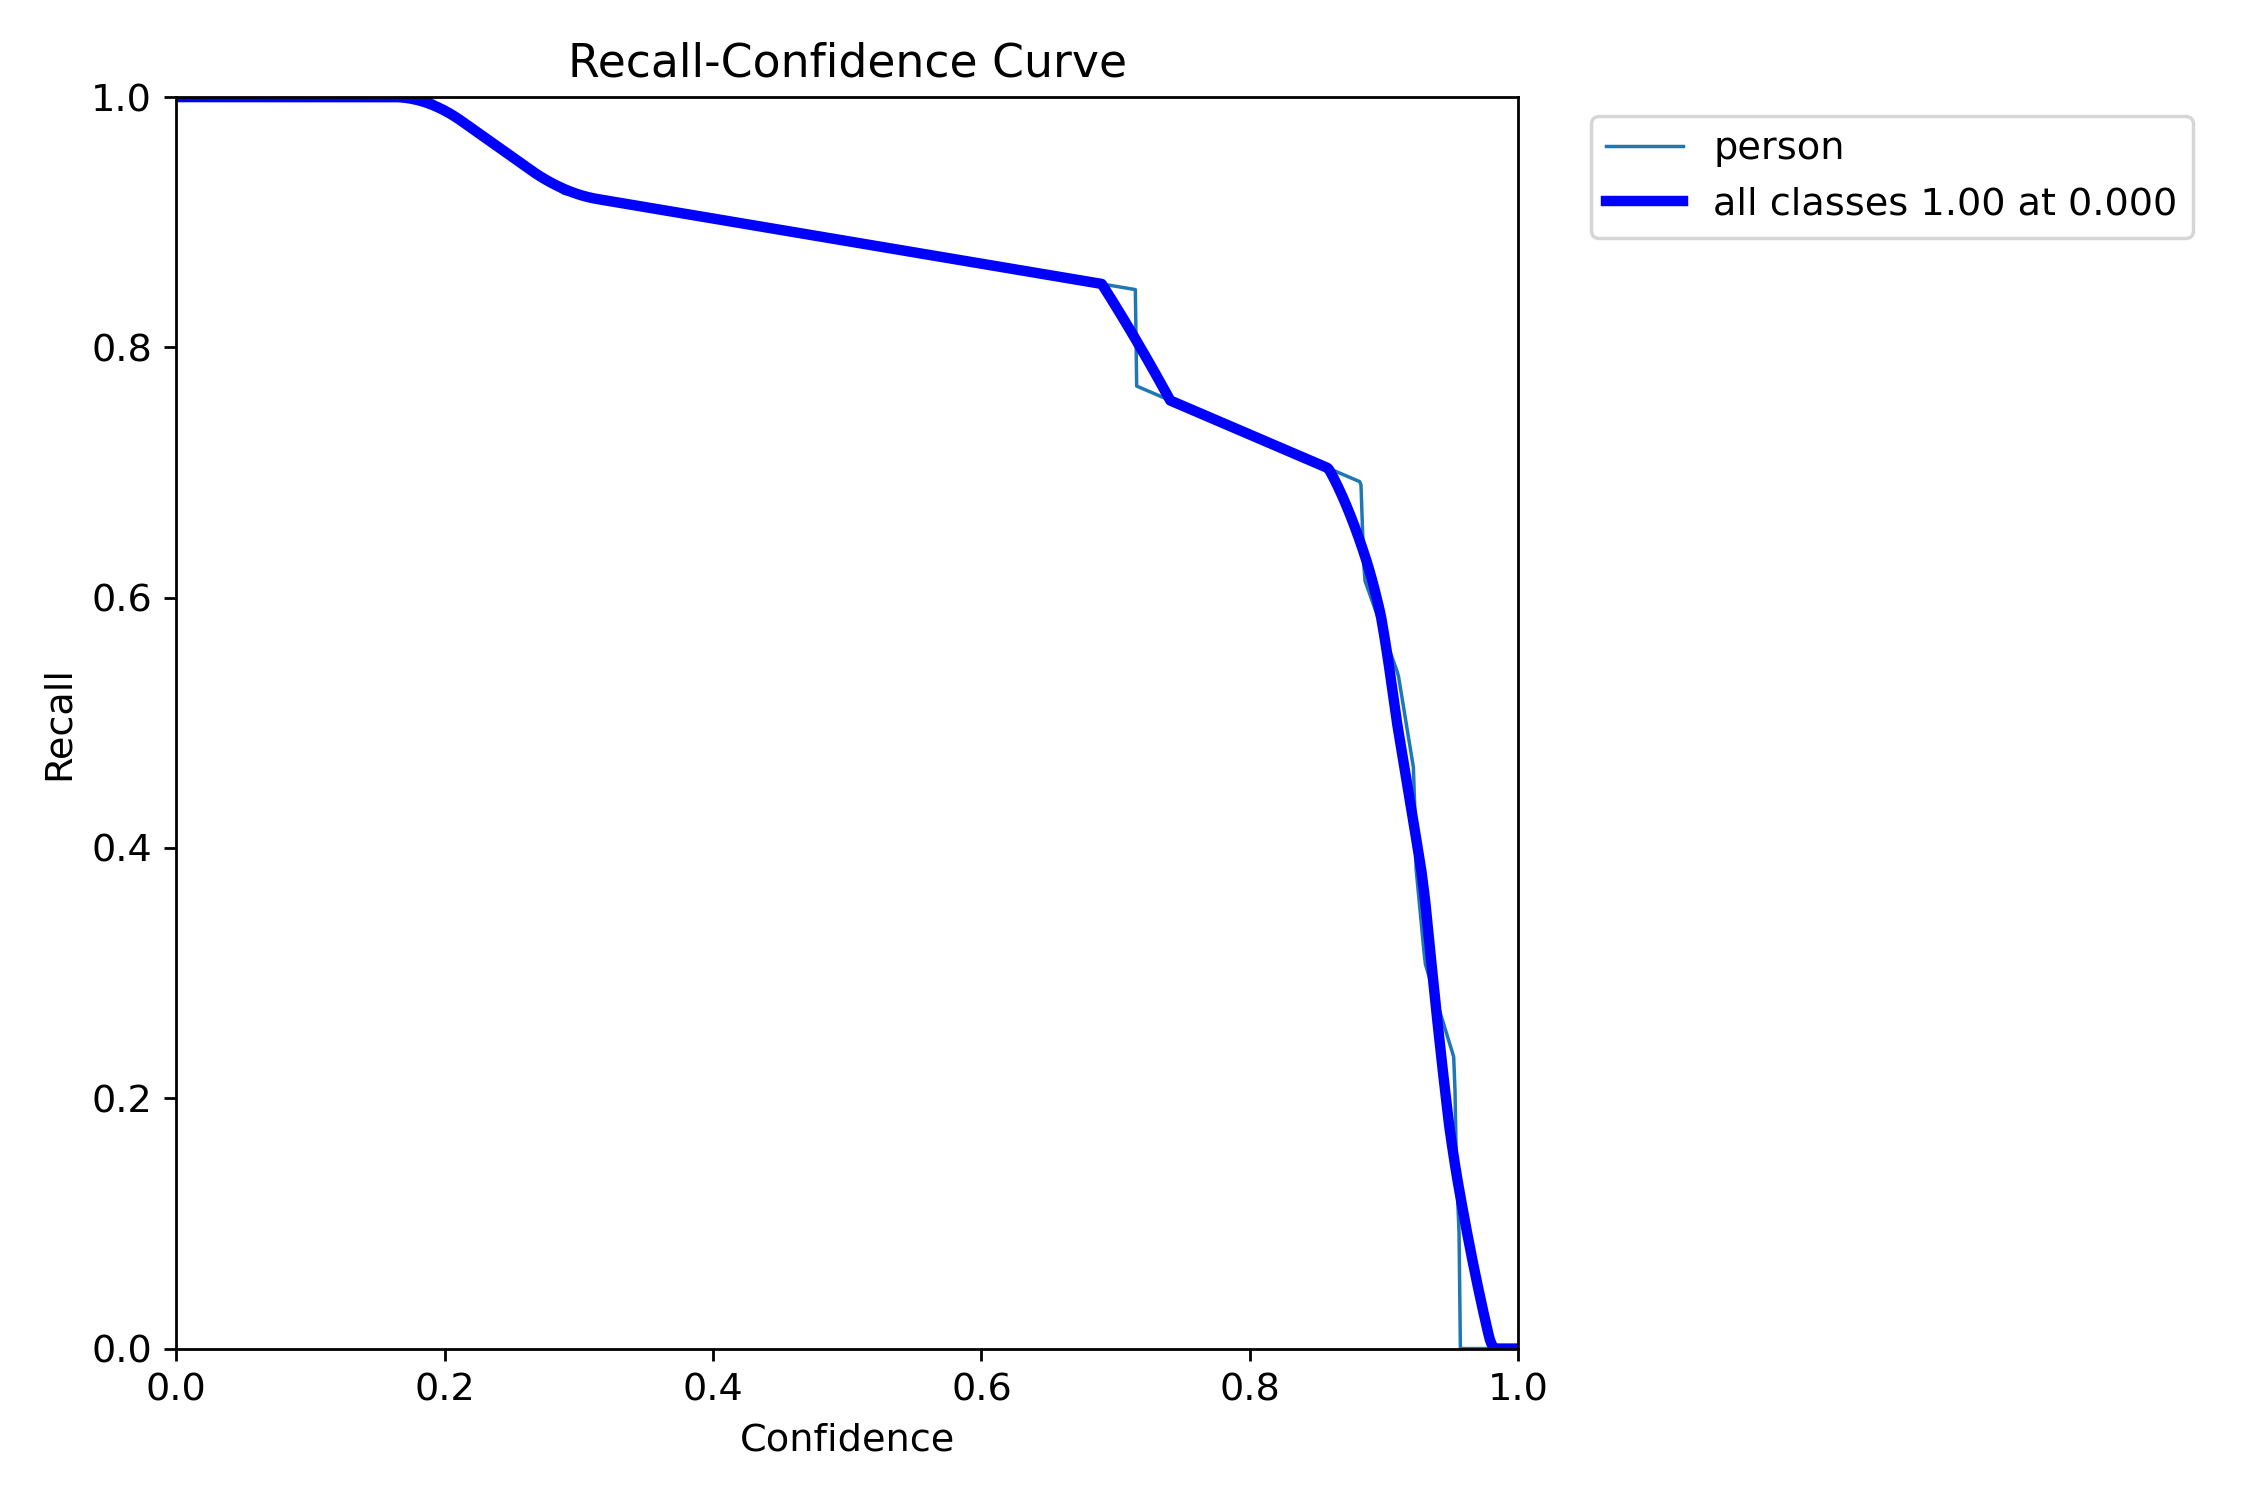 Recall-Confidence Curve
1.0
0.8
0.6
0.4
0.2
0.0
Recall
0.0 0.2 0.4 0.6 0.8 1.0
Confidence
person
all classes 1.00 at 0.000